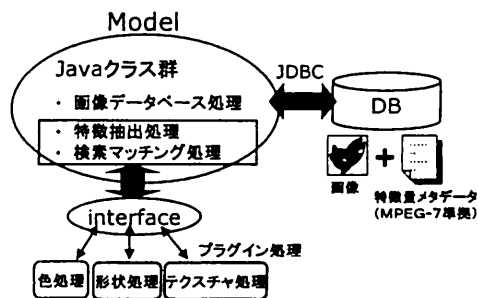 Model
Javaクラス群
・ 画像データベース処理
・ 特徴抽出処理
・ 検索マッチング処理
JDBC
DB
画像
+
特徴量メタデータ
(MPEG-7準拠)
interface
プラグイン処理
色処理
形状処理
テクスチャ処理